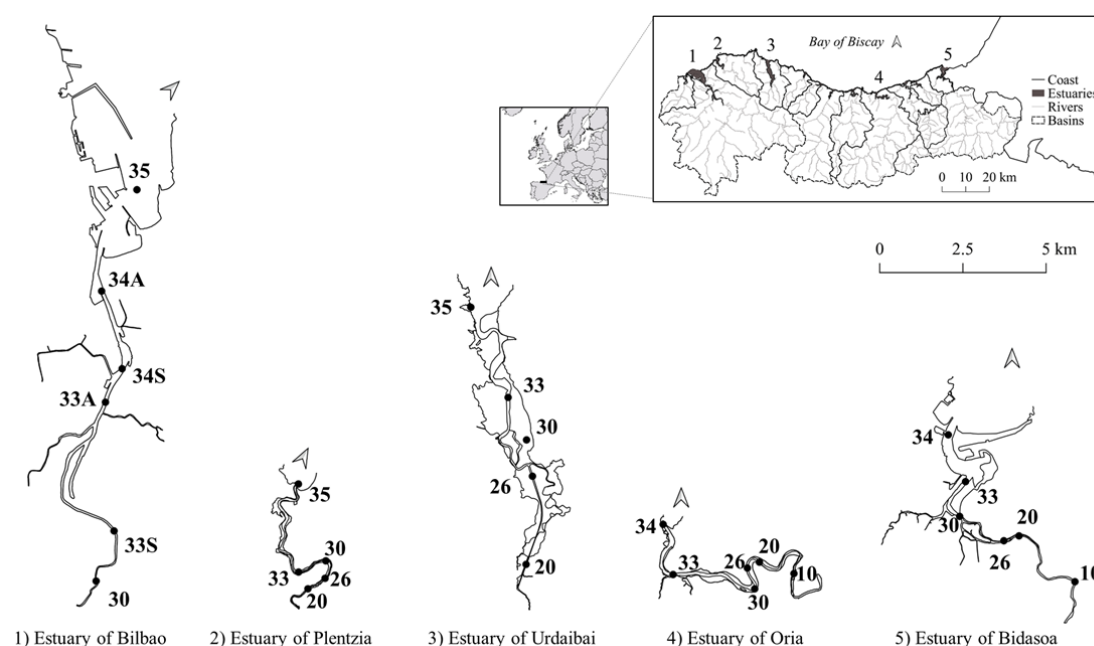 Bay of Biscay
1
2
3
4
5
Coast
Estuaries
Rivers
Basins
0 10 20 km
0 2.5 5 km
35
34A
34S
33A
33S
30
35
30
33
26
20
35
33
30
26
20
34
33
26
20
10
30
34
33
30
20
26
10
1) Estuary of Bilbao
2) Estuary of Plentzia
3) Estuary of Urdaibai
4) Estuary of Oria
5) Estuary of Bidasoa